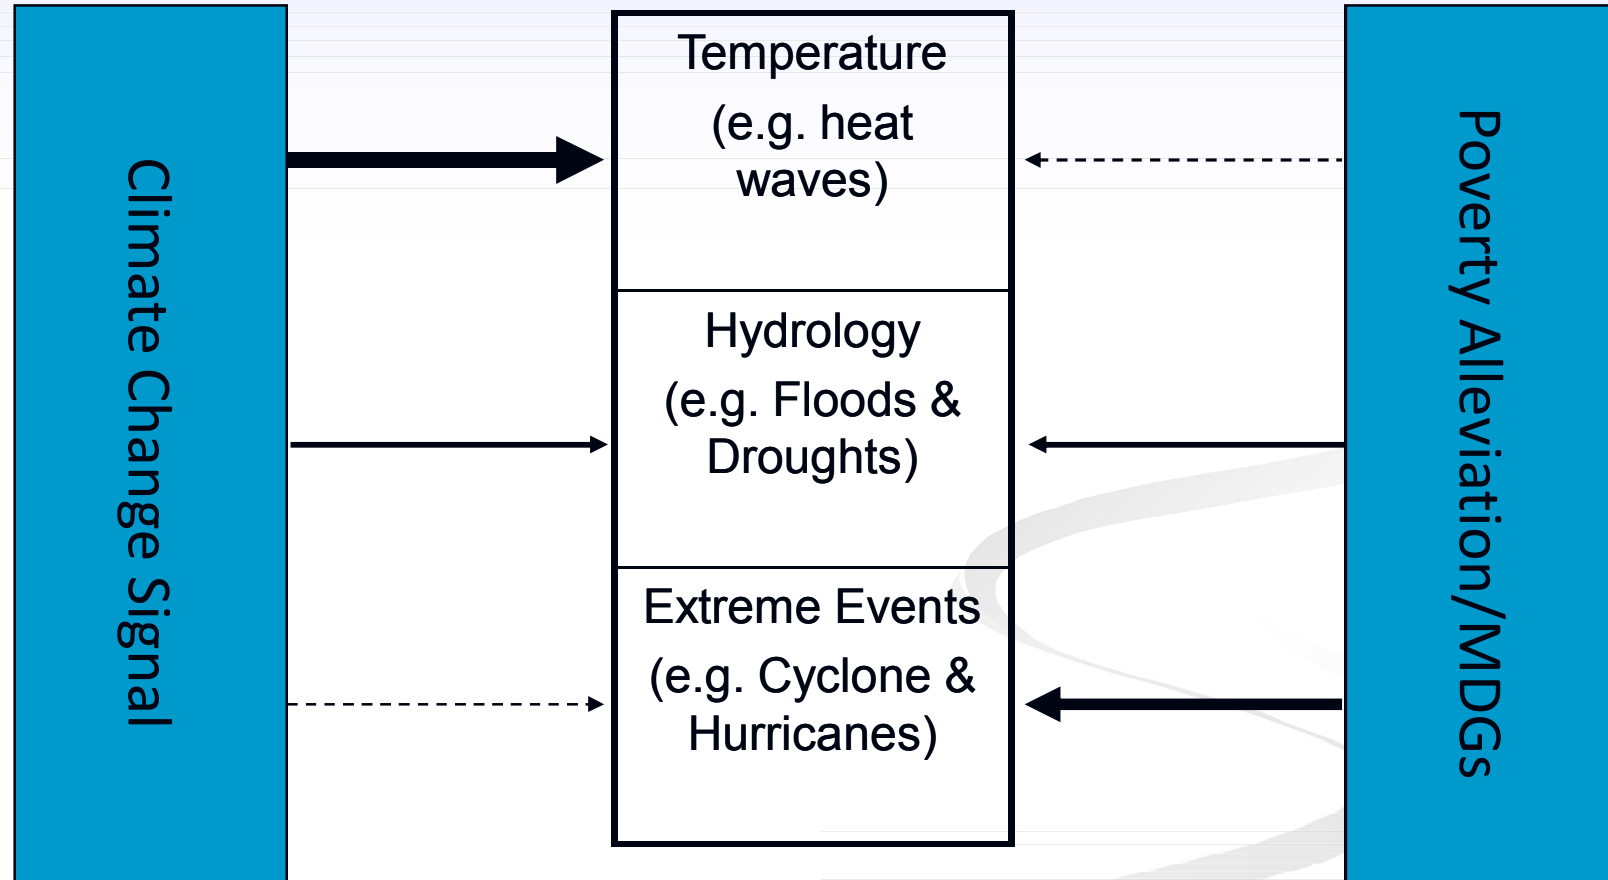 Climate Change Signal
Temperature
(e.g. heat
waves)
Hydrology
(e.g. Floods &
Droughts)
Extreme Events
(e.g. Cyclone &
Hurricanes)
Poverty Alleviation/MDGs